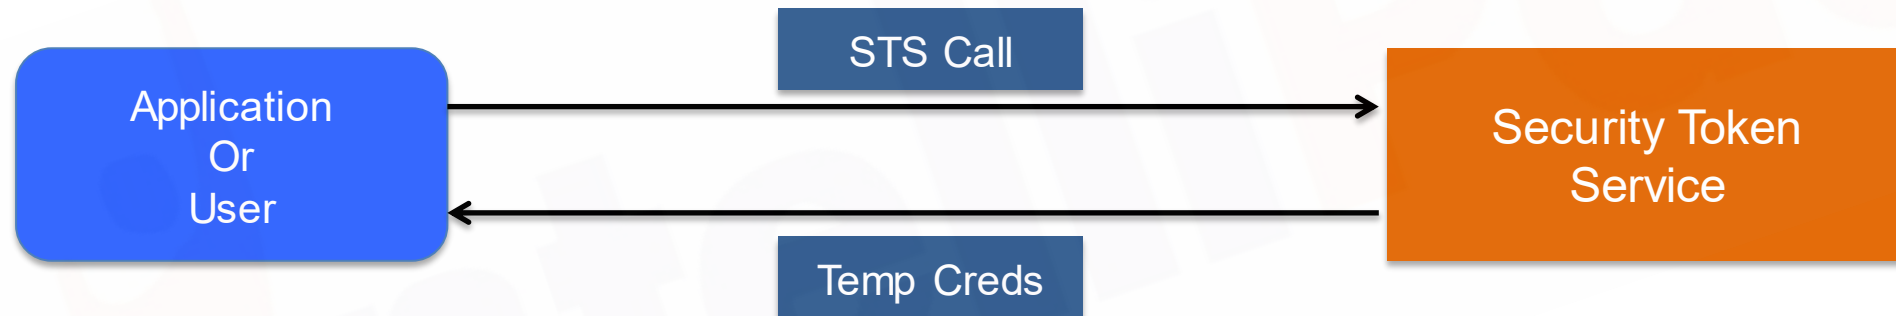 STS Call
Application
Or
User
Security Token
Service
Temp Creds